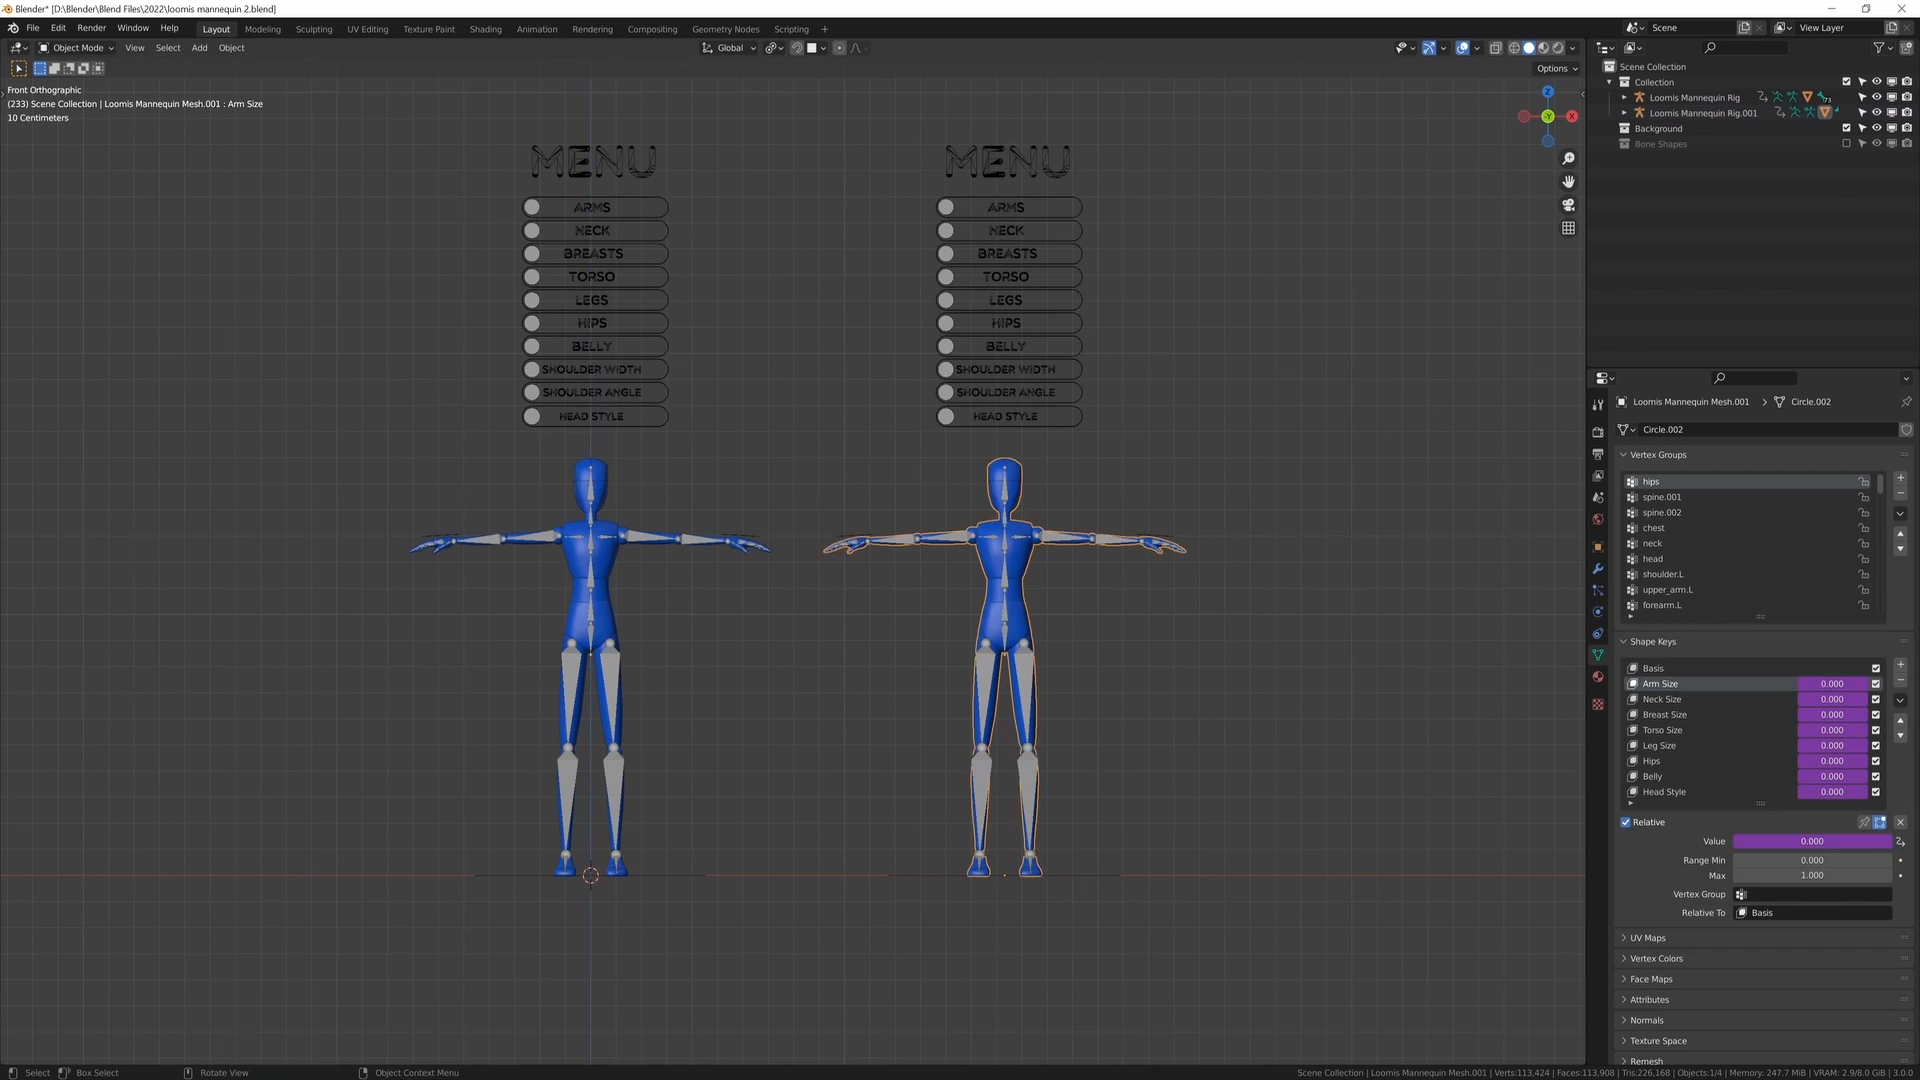 Blender* [D:\Blender\Blend Files\2022\loomis mannequin 2.blend]
File Edit Render Window Help Layout Modeling Sculpting UV Editing Texture Paint Shading Animation Rendering Compositing Geometry Nodes Scripting + Scene View Layer
Object Mode View Select Add Object Global
Options
Front Orthographic
(233) Scene Collection | Loomis Mannequin Mesh.001 : Arm Size
10 Centimeters
Z
-Y X
MENU MENU
ARMS ARMS
NECK NECK
BREASTS BREASTS
TORSO TORSO
LEGS LEGS
HIPS HIPS
BELLY BELLY
SHOULDER WIDTH SHOULDER WIDTH
SHOULDER ANGLE SHOULDER ANGLE
HEAD STYLE HEAD STYLE
Scene Collection
Collection
Loomis Mannequin Rig 73
Loomis Mannequin Rig.001
Background
Bone Shapes
Loomis Mannequin Mesh.001 > Circle.002
Circle.002
Vertex Groups
hips
spine.001
spine.002
chest
neck
head
shoulder.L
upper_arm.L
forearm.L
Shape Keys
Basis
Arm Size 0.000
Neck Size 0.000
Breast Size 0.000
Torso Size 0.000
Leg Size 0.000
Hips 0.000
Belly 0.000
Head Style 0.000
Relative
Value 0.000
Range Min 0.000
Max 1.000
Vertex Group
Relative To Basis
UV Maps
Vertex Colors
Face Maps
Attributes
Normals
Texture Space
Remesh
Select Box Select Rotate View Object Context Menu
Scene Collection | Loomis Mannequin Mesh.001 | Verts:113,424 | Faces:113,908 | Tris:226,168 | Objects:1/4 | Memory: 247.7 MiB | VRAM: 2.9/8.0 GiB | 3.0.0